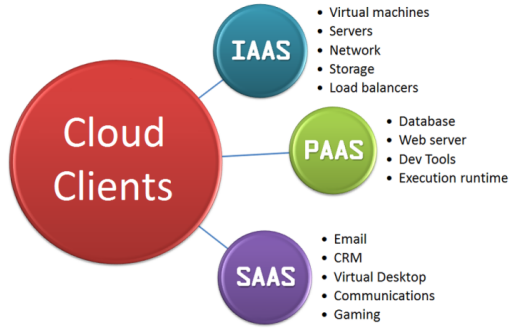 Cloud
Clients
IAAS
• Virtual machines
• Servers
• Network
• Storage
• Load balancers
PAAS
• Database
• Web server
• Dev Tools
• Execution runtime
SAAS
• Email
• CRM
• Virtual Desktop
• Communications
• Gaming